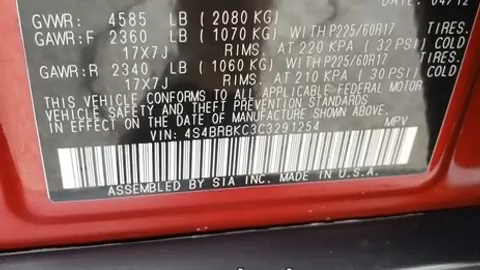 DATE 04/12
GVWR: 4585 LB (2080 KG)
GAWR:F 2360 LB (1070 KG) WITH P225/60R17 TIRES.
17X7J RIMS. AT 220 KPA (32 PSI) COLD
GAWR:R 2340 LB (1060 KG) WITH P225/60R17 TIRES.
17X7J RIMS. AT 210 KPA (30 PSI) COLD
THIS VEHICLE CONFORMS TO ALL APPLICABLE FEDERAL MOTOR
VEHICLE SAFETY AND THEFT PREVENTION STANDARDS
IN EFFECT ON THE DATE OF MANUFACTURE SHOWN ABOVE.
VIN: 4S4BRBKC3C3291254 MPV
ASSEMBLED BY SIA INC. MADE IN U.S.A.